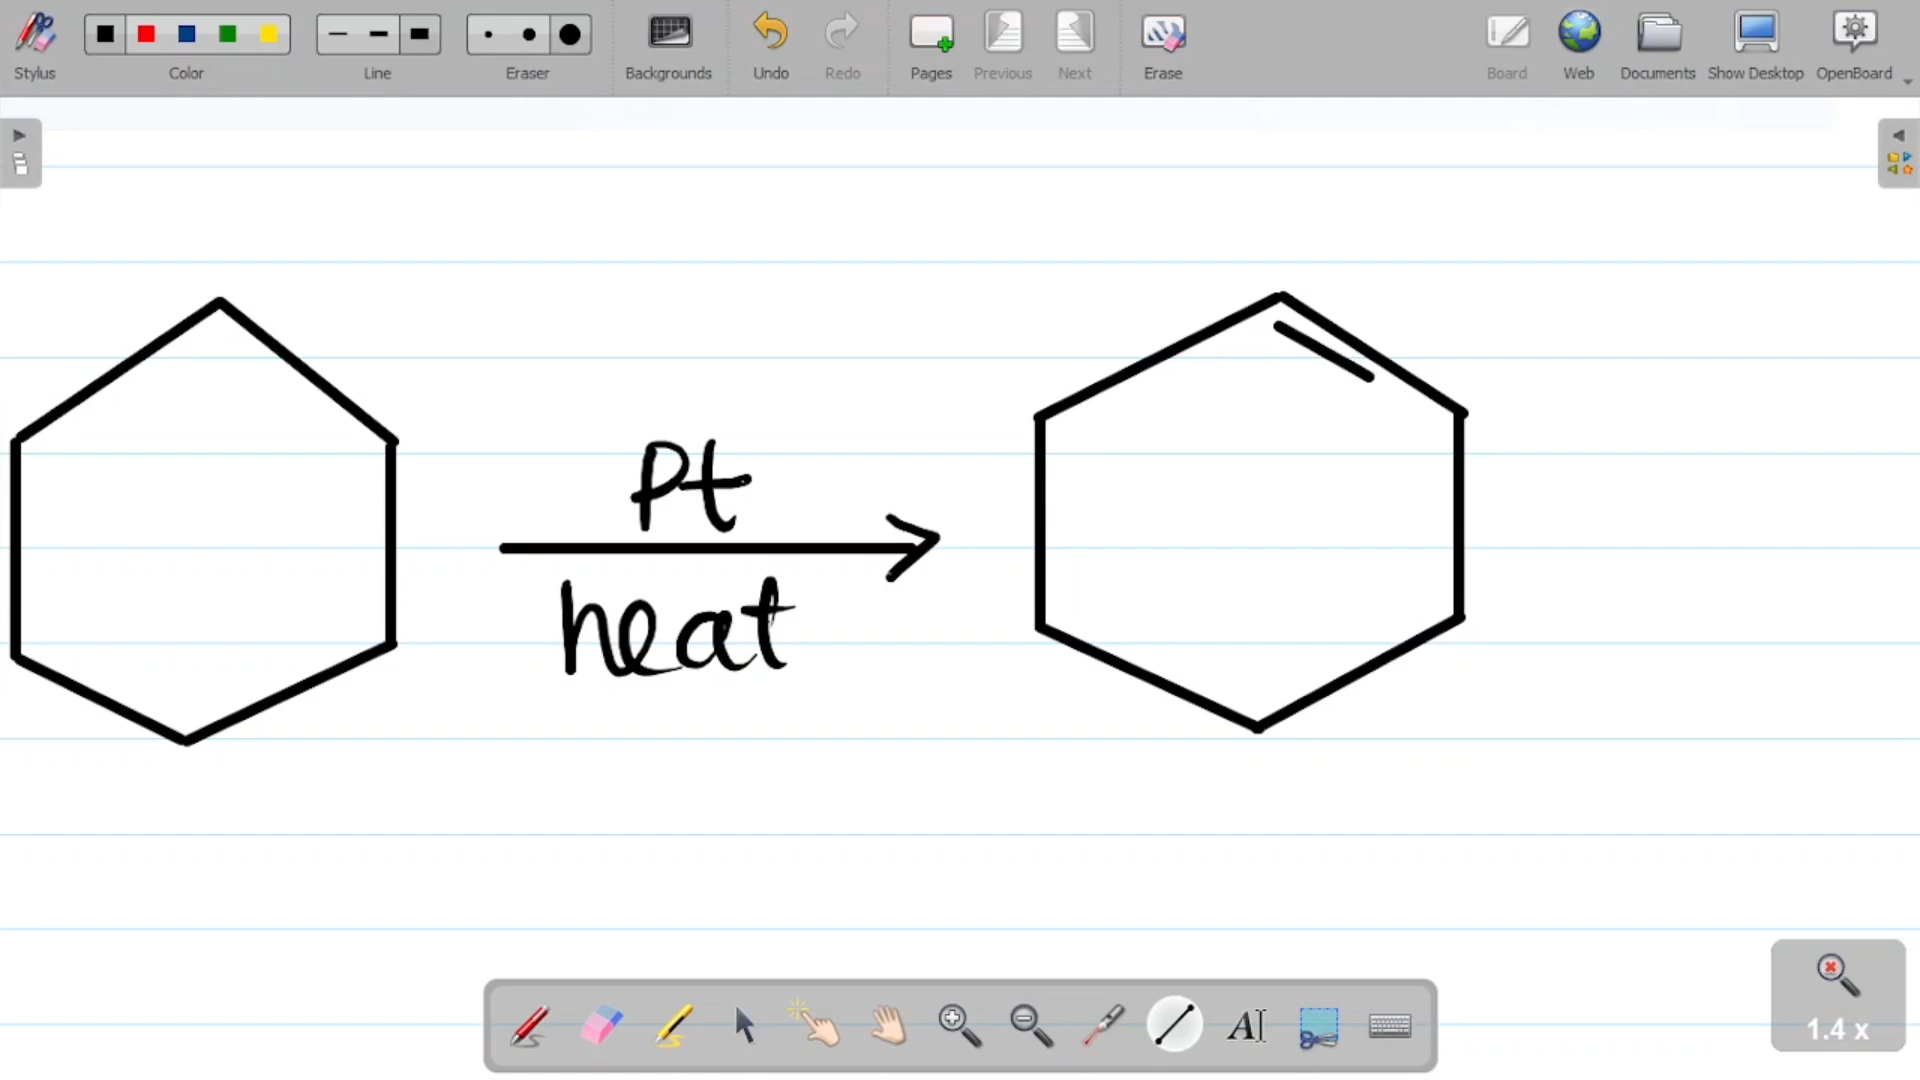 Stylus
Color
Line
Eraser
Backgrounds
Undo
Redo
Pages
Previous
Next
Erase
Board
Web
Documents
Show Desktop
OpenBoard
Pt
heat
AI
1.4 x